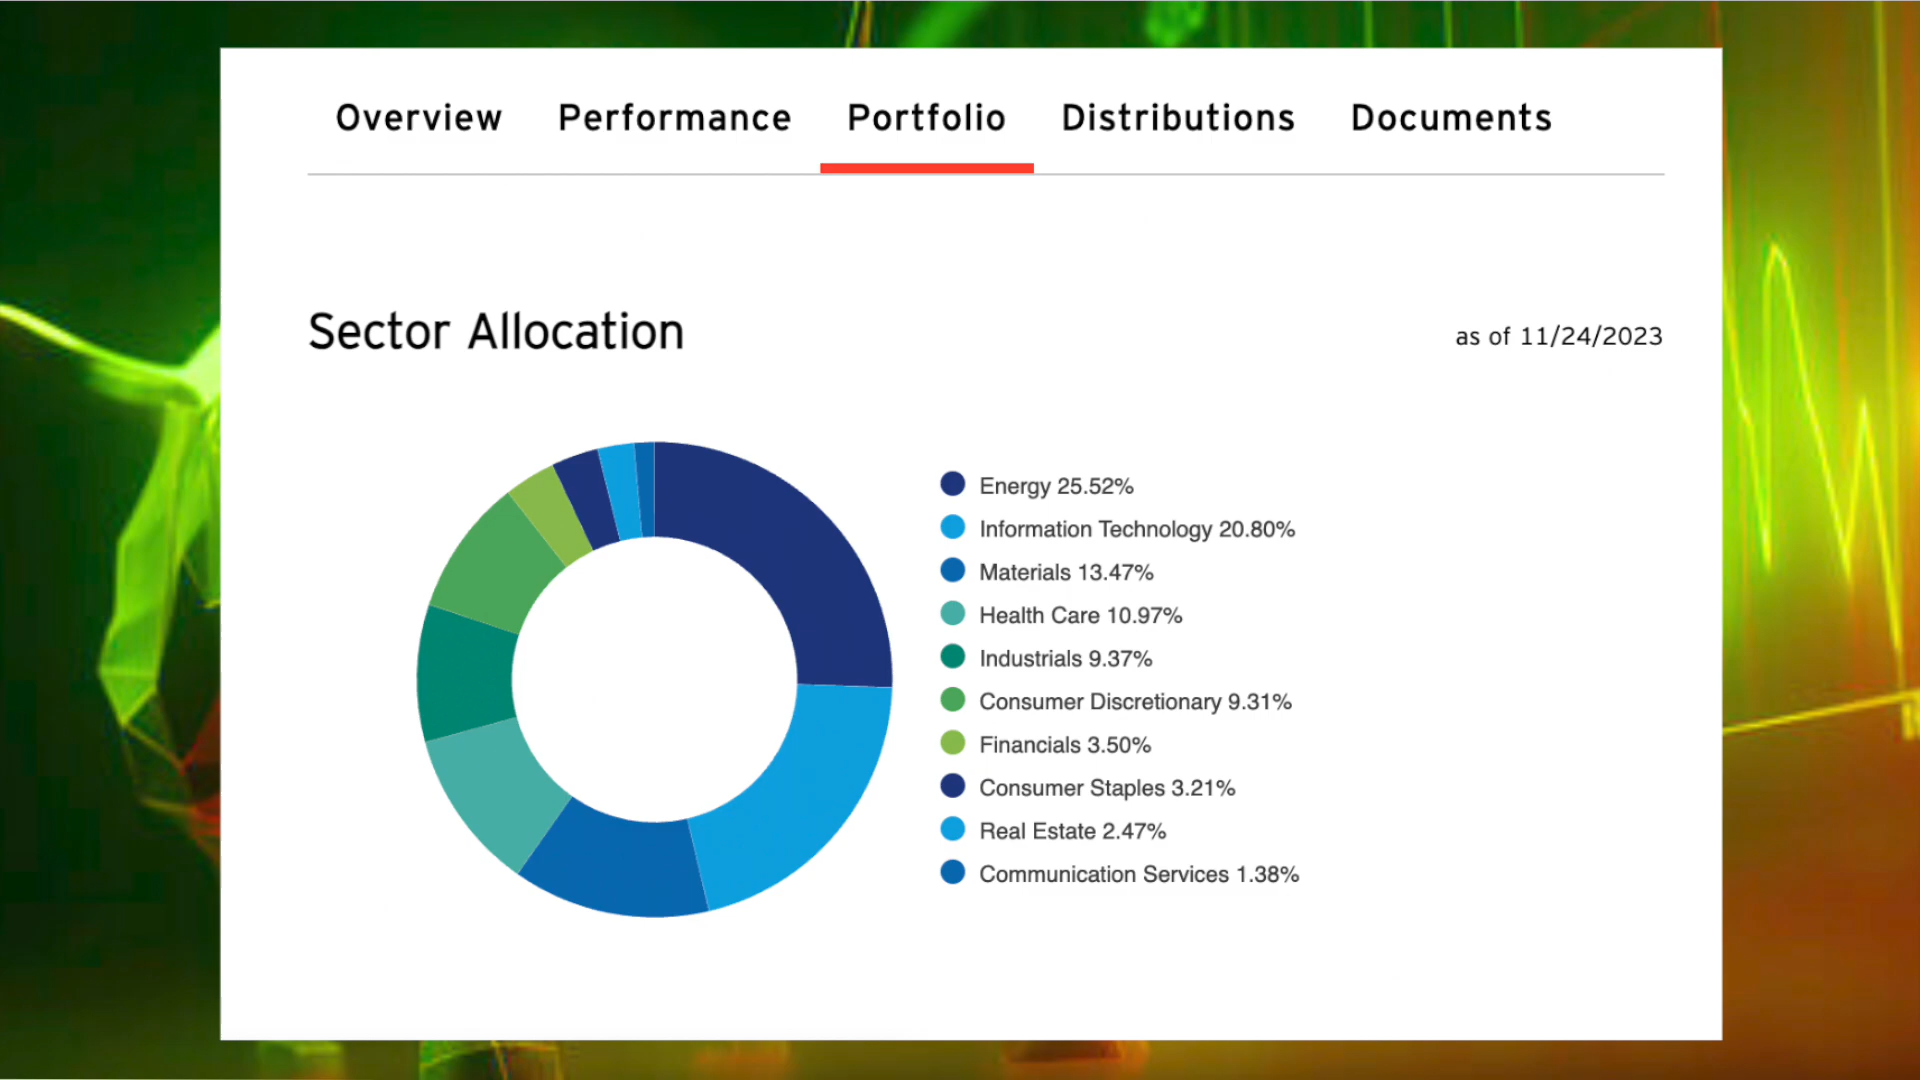 Overview Performance Portfolio Distributions Documents
Sector Allocation
as of 11/24/2023
Energy 25.52%
Information Technology 20.80%
Materials 13.47%
Health Care 10.97%
Industrials 9.37%
Consumer Discretionary 9.31%
Financials 3.50%
Consumer Staples 3.21%
Real Estate 2.47%
Communication Services 1.38%